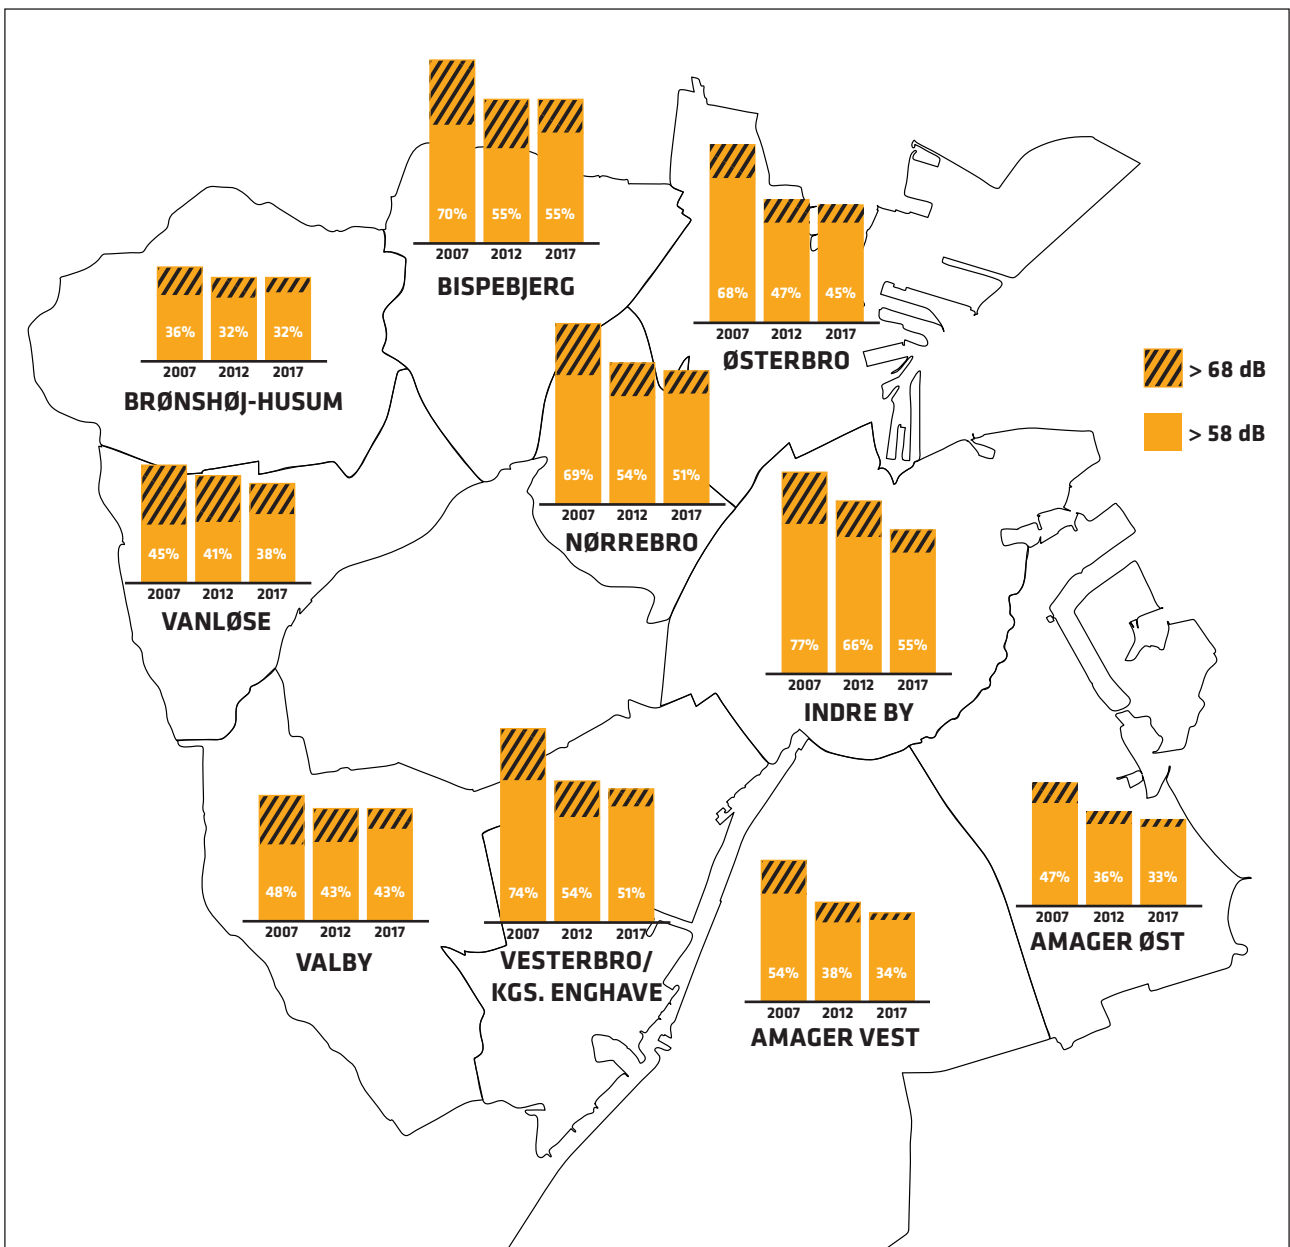 70% 55% 55%
2007 2012 2017
BISPEBJERG
68% 47% 45%
2007 2012 2017
ØSTERBRO
36% 32% 32%
2007 2012 2017
BRØNSHØJ-HUSUM
> 68 dB
> 58 dB
69% 54% 51%
2007 2012 2017
NØRREBRO
45% 41% 38%
2007 2012 2017
VANLØSE
77% 66% 55%
2007 2012 2017
INDRE BY
48% 43% 43%
2007 2012 2017
VALBY
74% 54% 51%
2007 2012 2017
VESTERBRO/
KGS. ENGHAVE
54% 38% 34%
2007 2012 2017
AMAGER VEST
47% 36% 33%
2007 2012 2017
AMAGER ØST